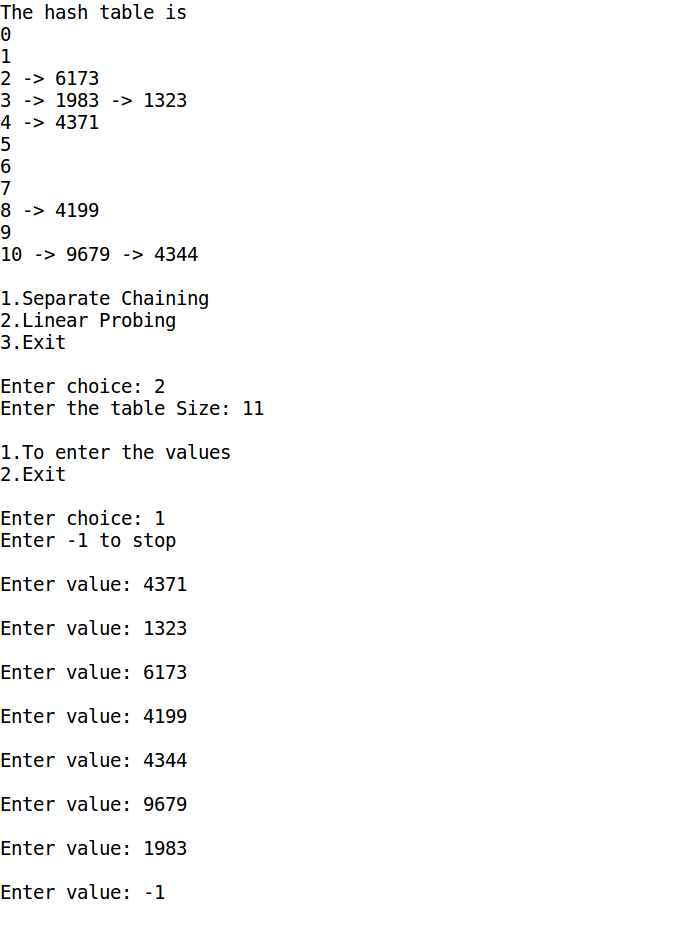 The hash table is
0
1
2 -> 6173
3 -> 1983 -> 1323
4 -> 4371
5
6
7
8 -> 4199
9
10 -> 9679 -> 4344
1.Separate Chaining
2.Linear Probing
3.Exit
Enter choice: 2
Enter the table Size: 11
1.To enter the values
2.Exit
Enter choice: 1
Enter -1 to stop
Enter value: 4371
Enter value: 1323
Enter value: 6173
Enter value: 4199
Enter value: 4344
Enter value: 9679
Enter value: 1983
Enter value: -1